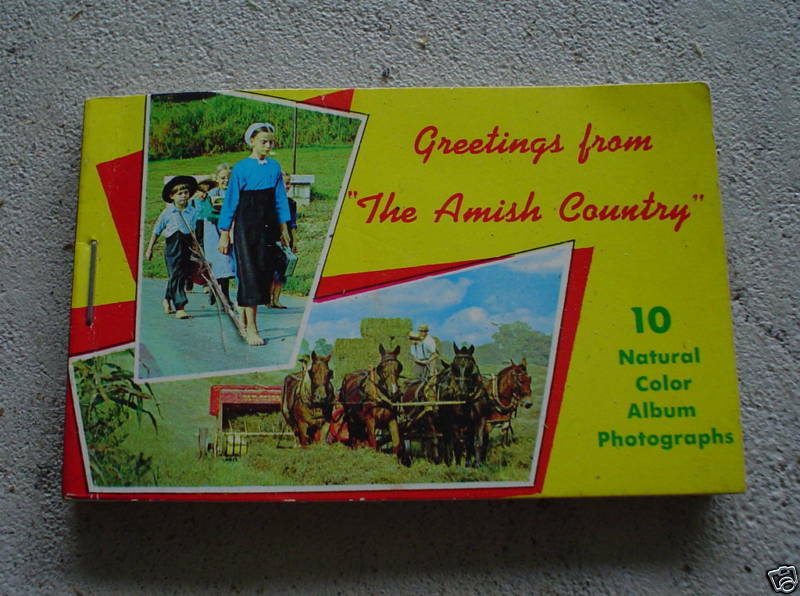 Greetings from
"The Amish Country"
10
Natural
Color
Album
Photographs